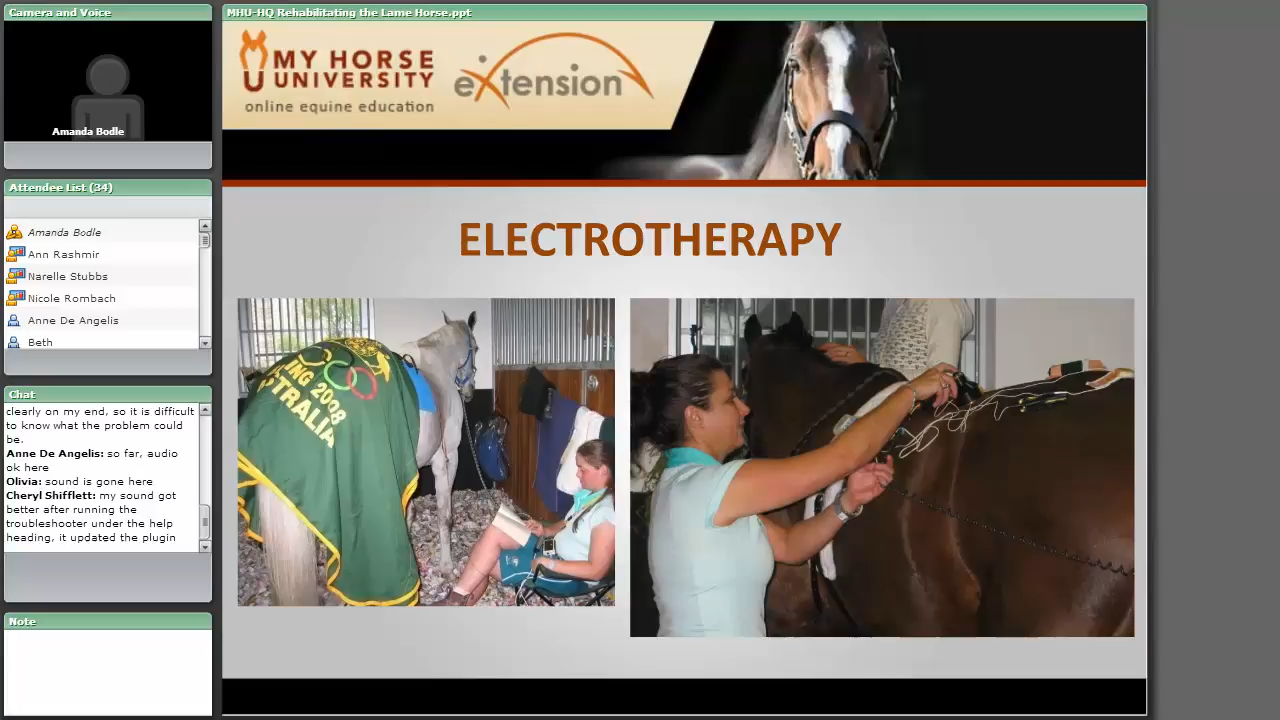 Camera and Voice
Amanda Bodle
Attendee List (34)
Amanda Bodle
Ann Rashmir
Narelle Stubbs
Nicole Rombach
Anne De Angelis
Beth
Chat
clearly on my end, so it is difficult
to know what the problem could
be.
Anne De Angelis: so far, audio
ok here
Olivia: sound is gone here
Cheryl Shifflett: my sound got
better after running the
troubleshooter under the help
heading, it updated the plugin
Note
MHU-HQ Rehabilitating the Lame Horse.ppt
MY HORSE
UNIVERSITY
online equine education
eXtension
ELECTROTHERAPY
ING 2008
STRALIA